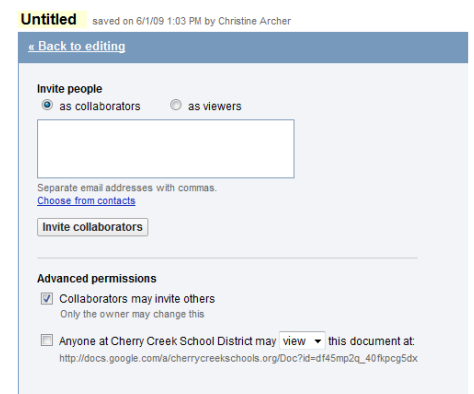 Untitled saved on 6/1/09 1:03 PM by Christine Archer
« Back to editing
Invite people
as collaborators as viewers
Separate email addresses with commas.
Choose from contacts
Invite collaborators
Advanced permissions
Collaborators may invite others
Only the owner may change this
Anyone at Cherry Creek School District may view this document at:
http://docs.google.com/a/cherrycreekschools.org/Doc?id=df45mp2q_40fkpcg5dx